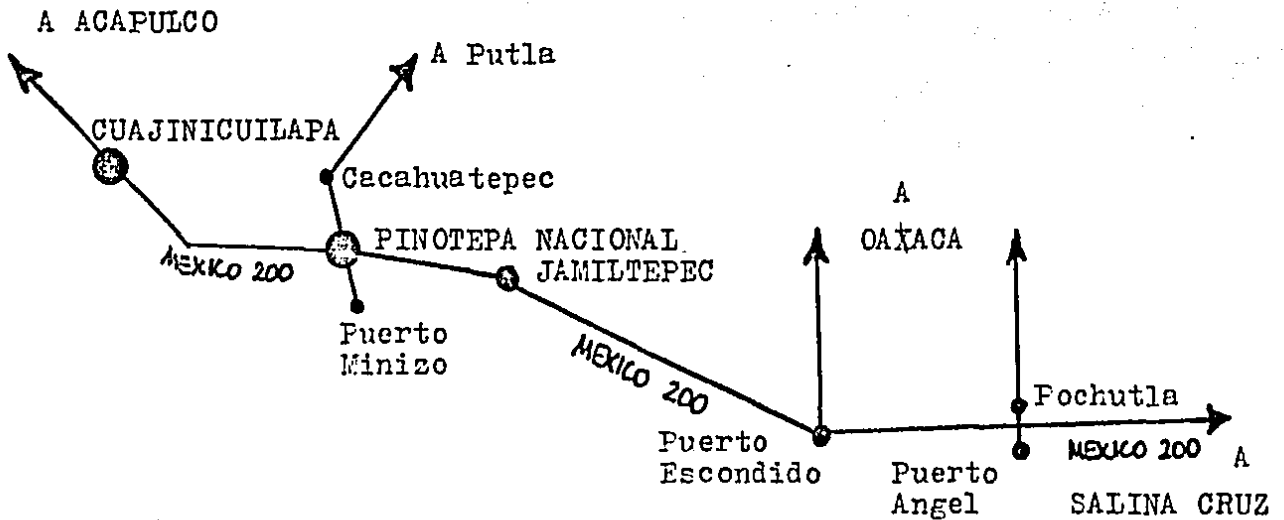 A ACAPULCO
A Putla
CUAJINICUILAPA
Cacahuatepec
A
OAXACA
PINOTEPA NACIONAL
MEXICO 200
JAMILTEPEC
Puerto
Minizo
MEXICO 200
Pochutla
Puerto
Escondido
MEXICO 200
A
Puerto
Angel
SALINA CRUZ